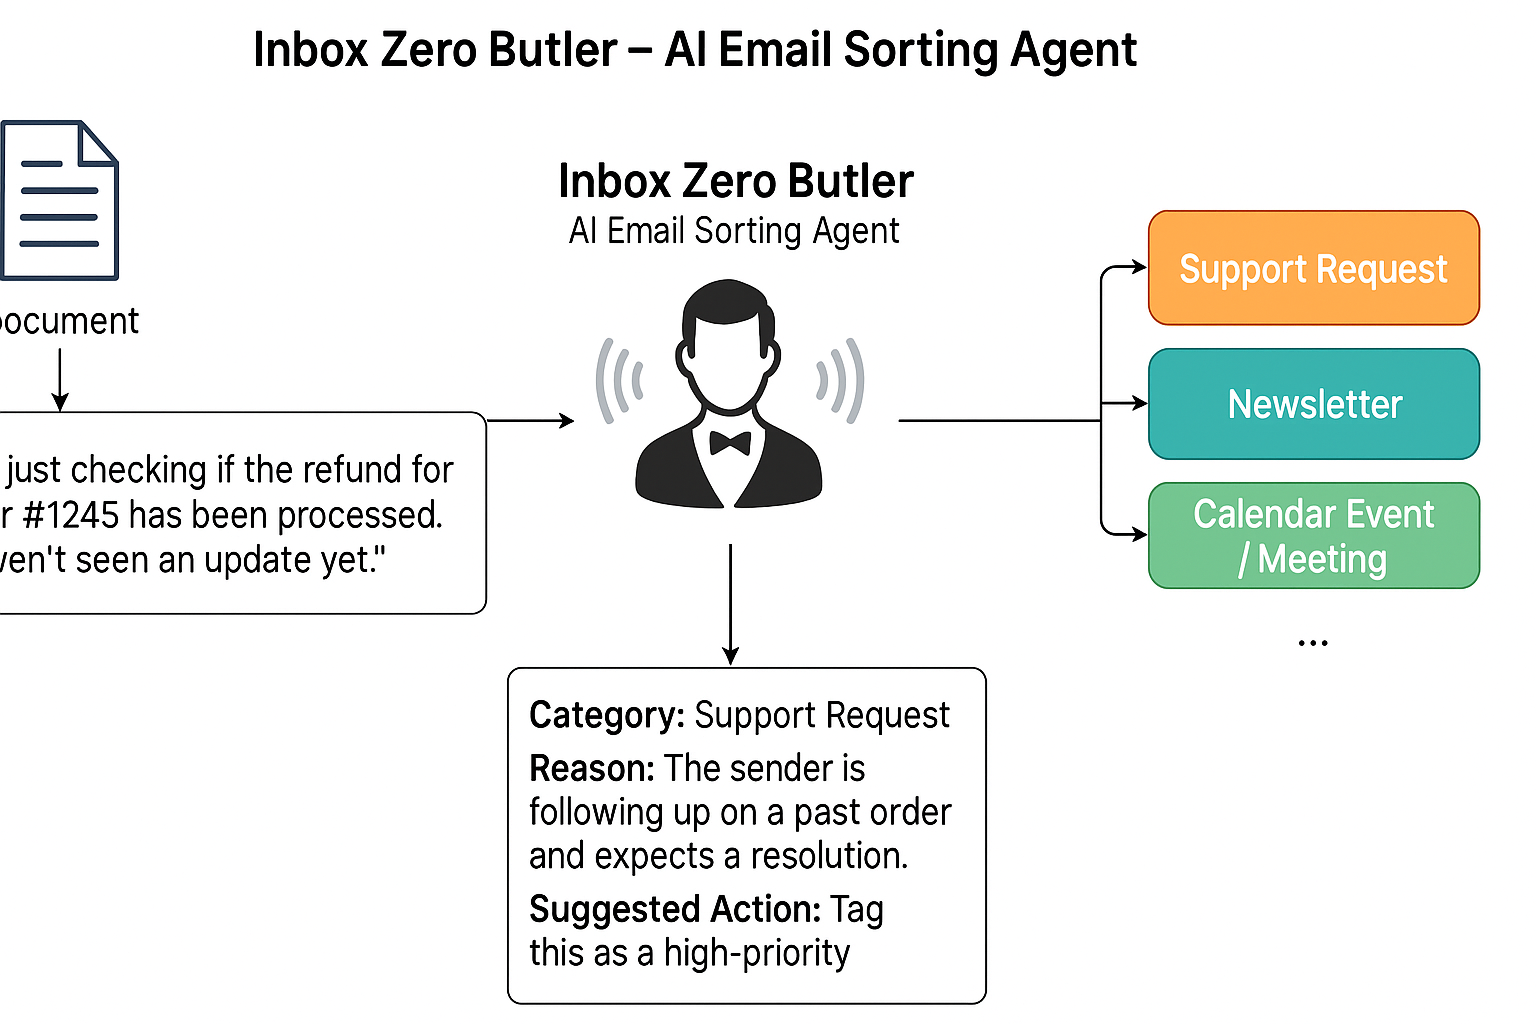 Inbox Zero Butler – AI Email Sorting Agent
Inbox Zero Butler
AI Email Sorting Agent
ocument
just checking if the refund for
r #1245 has been processed.
ven't seen an update yet."
Support Request
Newsletter
Calendar Event
/ Meeting
...
Category: Support Request
Reason: The sender is
following up on a past order
and expects a resolution.
Suggested Action: Tag
this as a high-priority